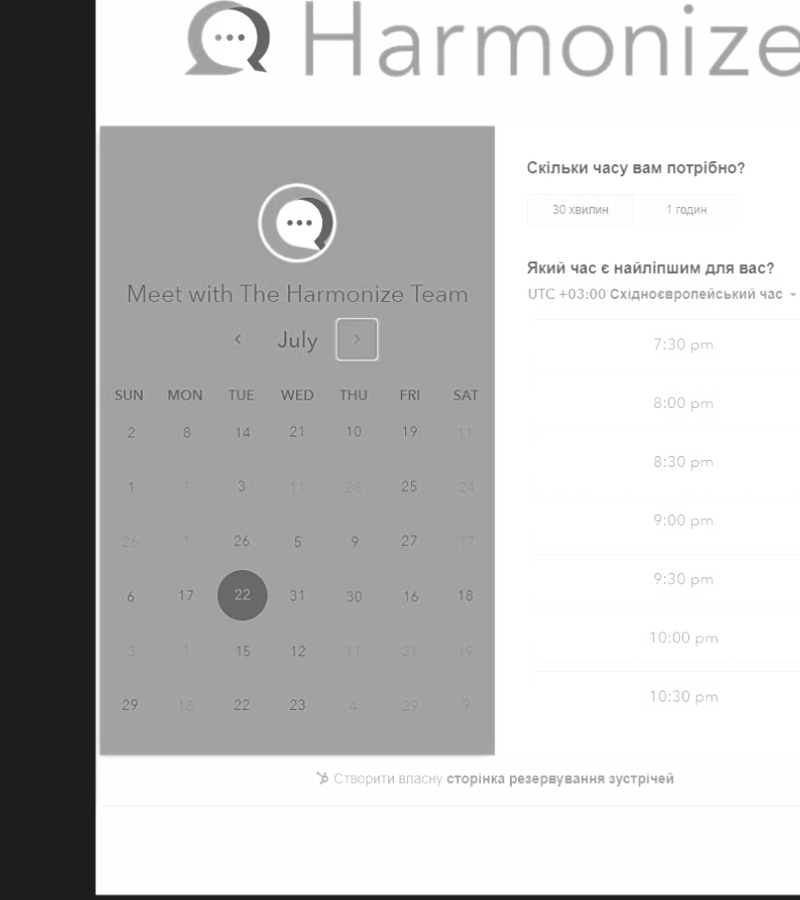 Harmonize
Meet with The Harmonize Team
July
SUN MON TUE WED THU FRI SAT
2 8 14 21 10 19 11
1 1 3 11 28 25 24
26 1 26 5 9 27 17
6 17 22 31 30 16 18
3 1 15 12 11 21 19
29 18 22 23 4 29 9
Скільки часу вам потрібно?
30 хвилин 1 годин
Який час є найліпшим для вас?
UTC +03:00 Східноєвропейський час
7:30 pm
8:00 pm
8:30 pm
9:00 pm
9:30 pm
10:00 pm
10:30 pm
Створити власну сторінка резервування зустрічей